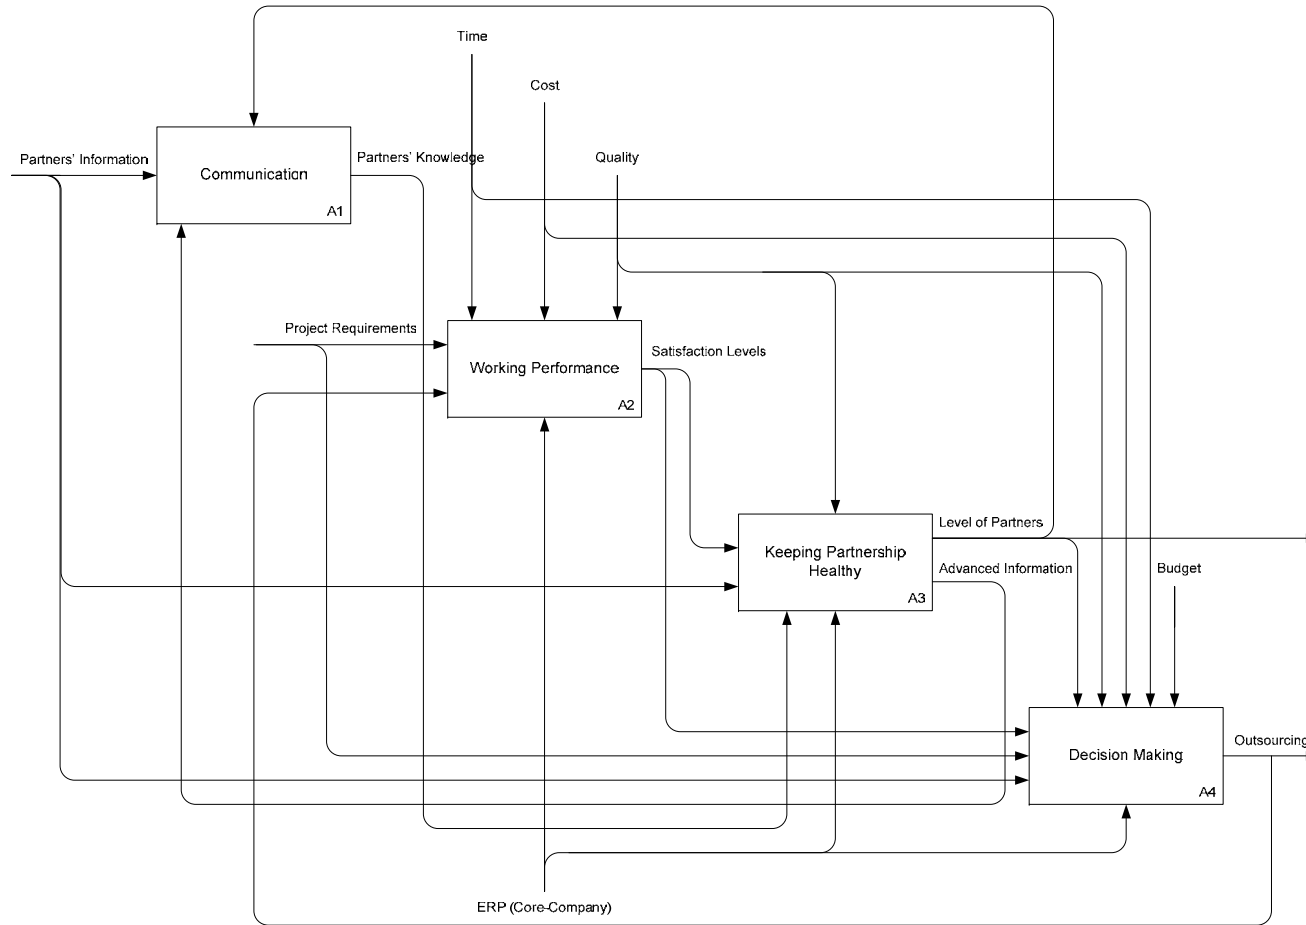 Time
Cost
Quality
Partners' Information
Communication
A1
Partners' Knowledge
Project Requirements
Working Performance
A2
Satisfaction Levels
Keeping Partnership
Healthy
A3
Level of Partners
Advanced Information
Budget
Decision Making
A4
Outsourcing
ERP (Core-Company)